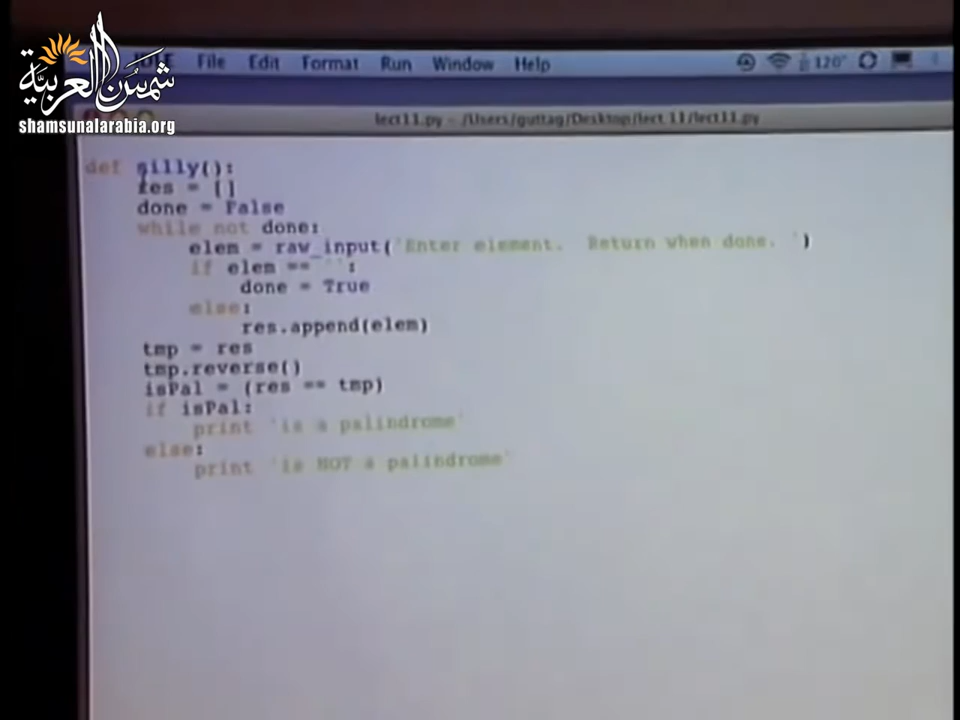 شمس العربية
shamsunalarabia.org
IDLE File Edit Format Run Window Help 120°
lect11.py - /Users/guttag/Desktop/lect 11/lect11.py
def silly():
res = []
done = False
while not done:
elem = raw_input('Enter element. Return when done. ')
if elem == '':
done = True
else:
res.append(elem)
tmp = res
tmp.reverse()
isPal = (res == tmp)
if isPal:
print 'is a palindrome'
else:
print 'is NOT a palindrome'